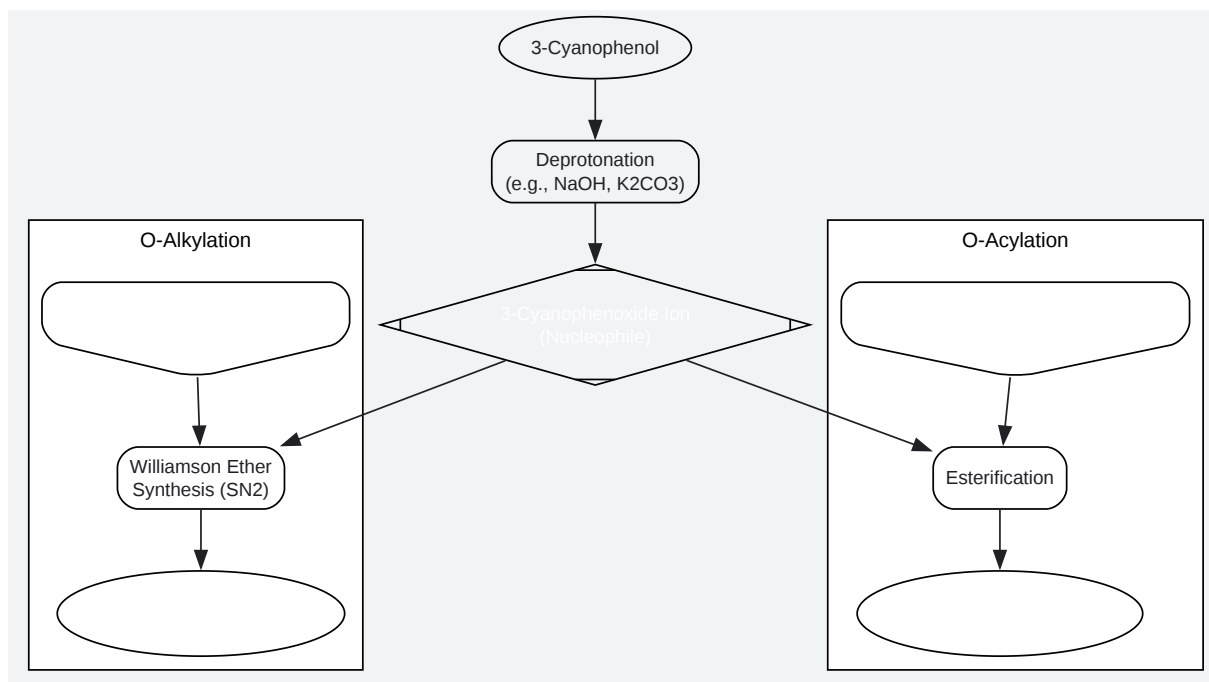 3-Cyanophenol
Deprotonation
(e.g., NaOH, K2CO3)
O-Alkylation
O-Acylation
3-Cyanophenoxide Ion
(Nucleophile)
Williamson Ether
Synthesis (SN2)
Esterification